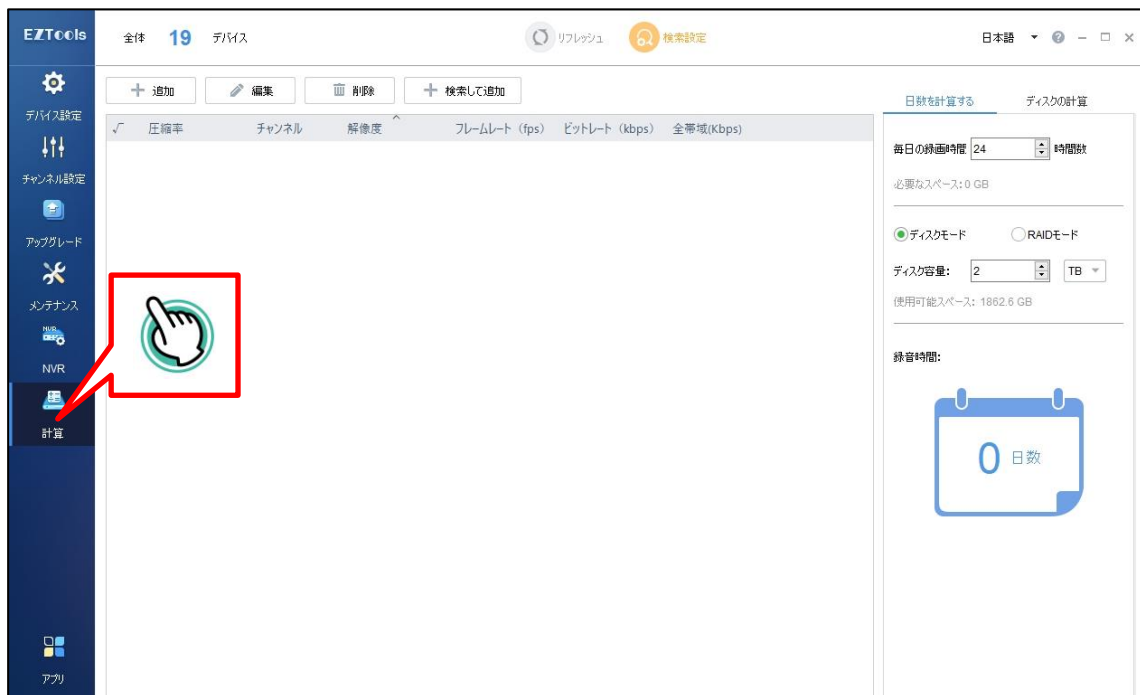 EZTools
全体 19 デバイス
リフレッシュ
検索設定
日本語
デバイス設定
チャンネル設定
アップグレード
メンテナンス
NVR
NVR
計算
アプリ
追加
編集
削除
検索して追加
√ 圧縮率 チャンネル 解像度 フレームレート (fps) ビットレート (kbps) 全帯域(Kbps)
日数を計算する ディスクの計算
毎日の録画時間 24 時間数
必要なスペース: 0 GB
ディスクモード RAIDモード
ディスク容量: 2 TB
使用可能スペース: 1862.6 GB
録音時間:
0 日数